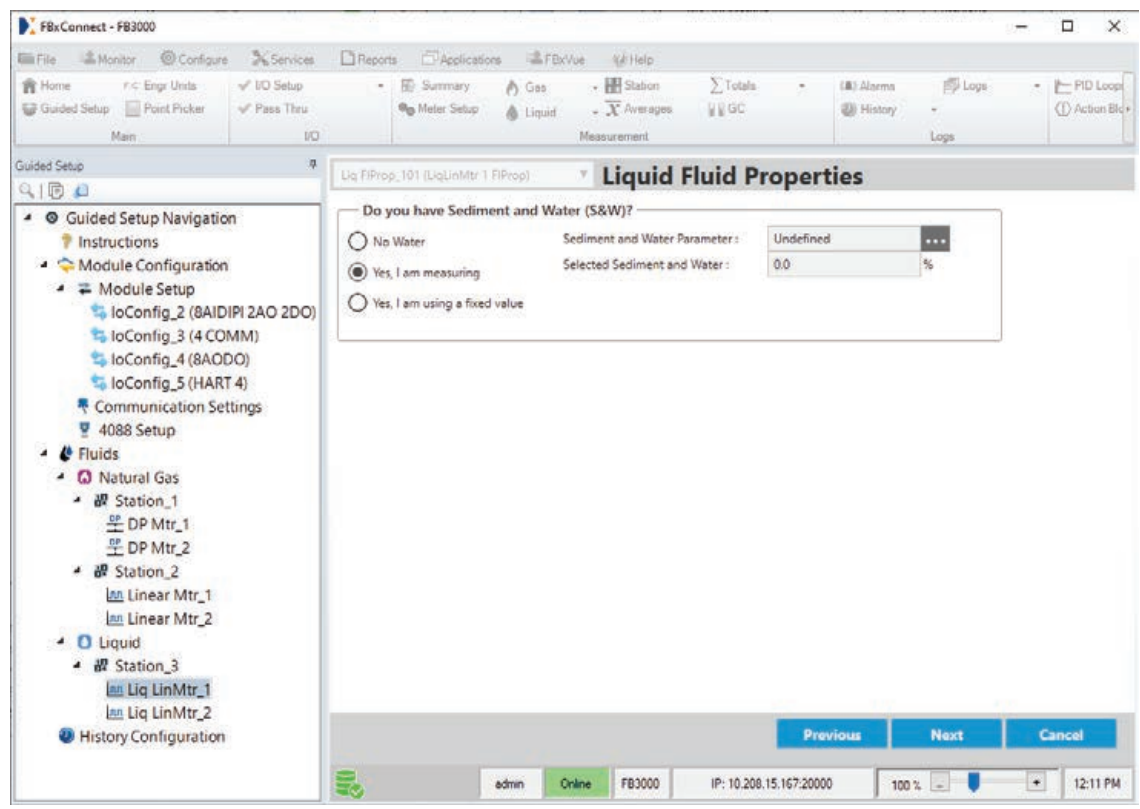 FBxConnect - FB3000
File Monitor Configure Services Reports Applications FBxVue Help
Home Engr Units I/O Setup Summary Gas Station Totals Alarms Logs PID Loop
Guided Setup Point Picker Pass Thru Meter Setup Liquid Averages GC History Action Blc
Main I/O Measurement Logs
Guided Setup
Liq FlProp_101 (LiqLinMtr 1 FlProp) Liquid Fluid Properties
Guided Setup Navigation
Instructions
Module Configuration
Module Setup
IoConfig_2 (8AIDIPI 2AO 2DO)
IoConfig_3 (4 COMM)
IoConfig_4 (8AODO)
IoConfig_5 (HART 4)
Communication Settings
4088 Setup
Fluids
Natural Gas
Station_1
DP Mtr_1
DP Mtr_2
Station_2
Linear Mtr_1
Linear Mtr_2
Liquid
Station_3
Liq LinMtr_1
Liq LinMtr_2
History Configuration
Do you have Sediment and Water (S&W)?
No Water Sediment and Water Parameter : Undefined ...
Yes, I am measuring Selected Sediment and Water : 0.0 %
Yes, I am using a fixed value
Previous Next Cancel
admin Online FB3000 IP: 10.208.15.167:20000 100 % - + 12:11 PM